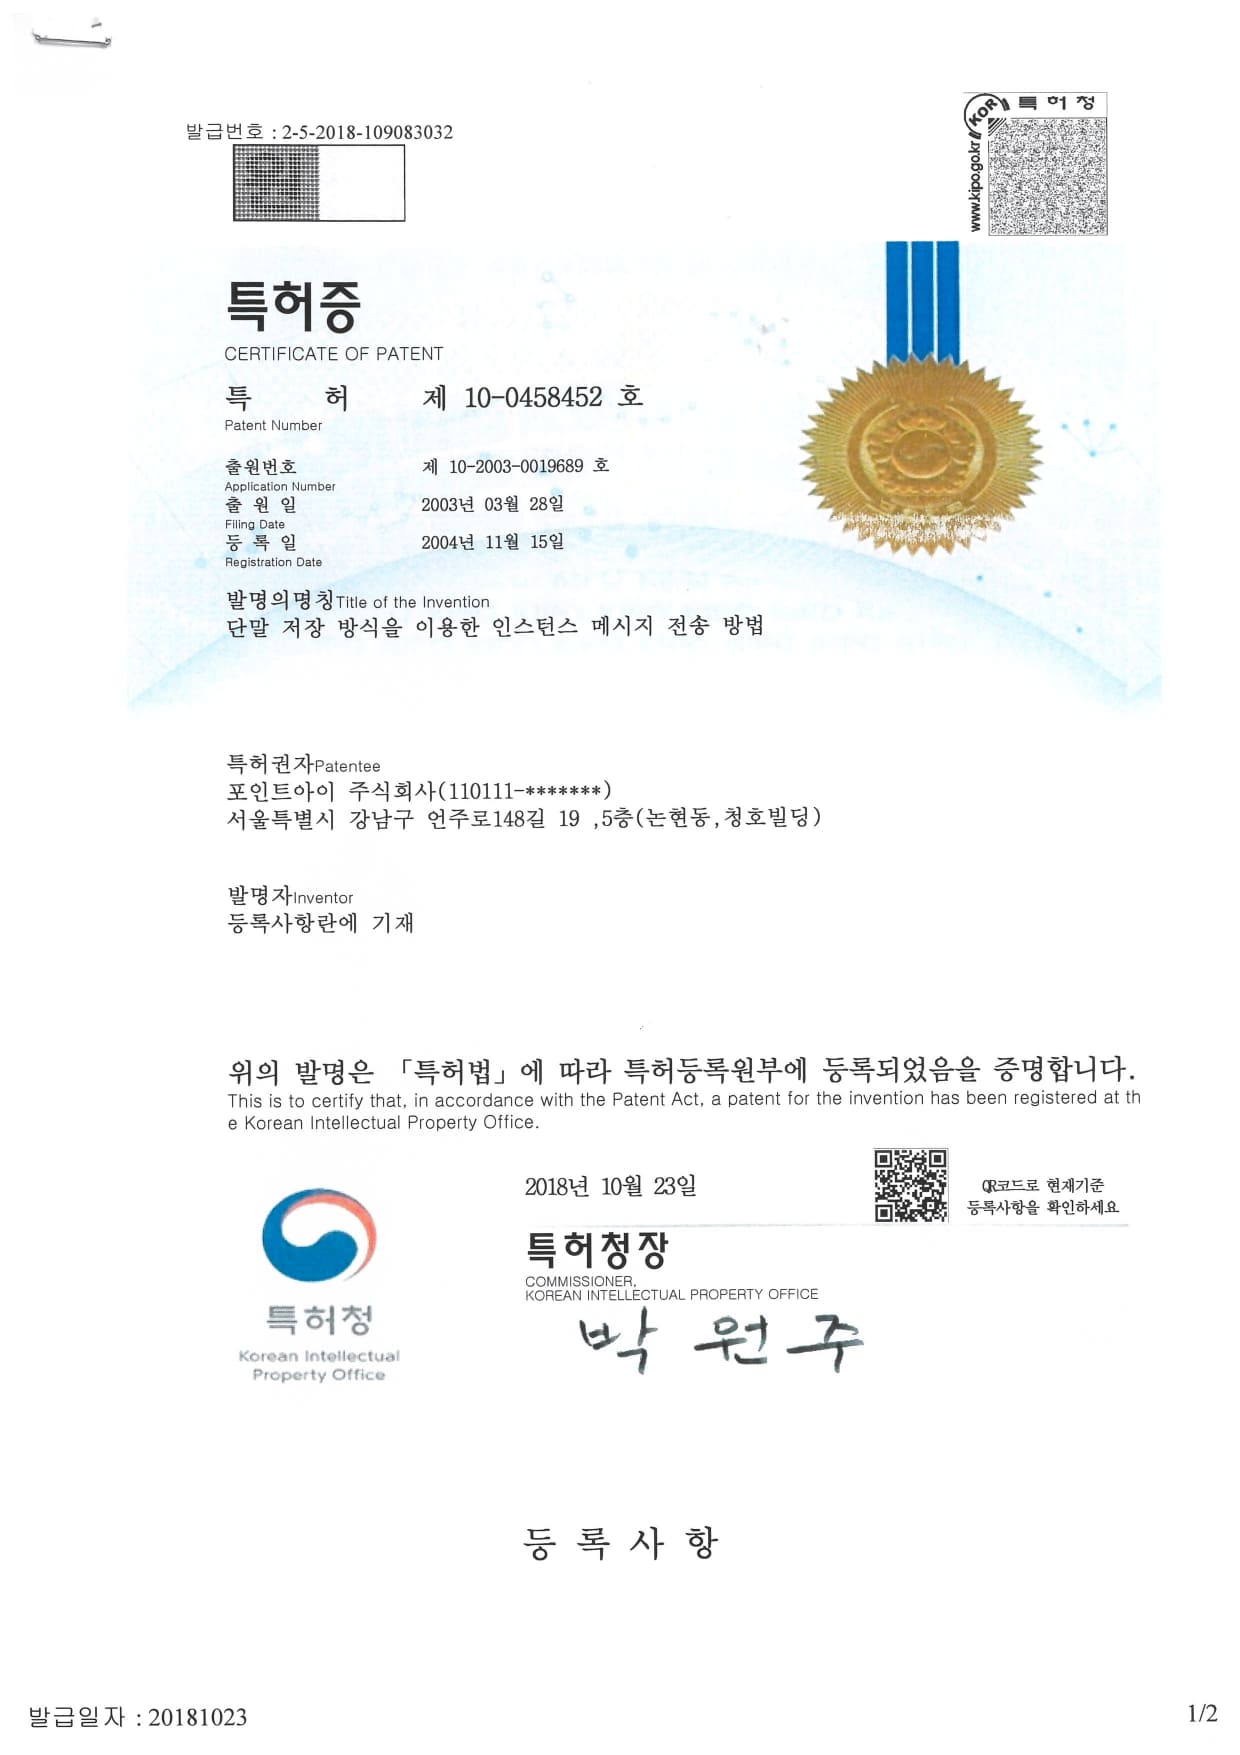 발급번호 : 2-5-2018-109083032
KOR 특허청
www.kipo.go.kr
특허증
CERTIFICATE OF PATENT
특 허 제 10-0458452 호
Patent Number
출원번호 제 10-2003-0019689 호
Application Number
출 원 일 2003년 03월 28일
Filing Date
등 록 일 2004년 11월 15일
Registration Date
발명의명칭Title of the Invention
단말 저장 방식을 이용한 인스턴스 메시지 전송 방법
특허권자Patentee
포인트아이 주식회사(110111-*******)
서울특별시 강남구 언주로148길 19 ,5층(논현동,청호빌딩)
발명자Inventor
등록사항란에 기재
위의 발명은 「특허법」에 따라 특허등록원부에 등록되었음을 증명합니다.
This is to certify that, in accordance with the Patent Act, a patent for the invention has been registered at th
e Korean Intellectual Property Office.
2018년 10월 23일
QR코드로 현재기준
등록사항을 확인하세요
특허청장
COMMISSIONER,
KOREAN INTELLECTUAL PROPERTY OFFICE
박원주
특허청
Korean Intellectual
Property Office
등 록 사 항
발급일자 : 20181023
1/2